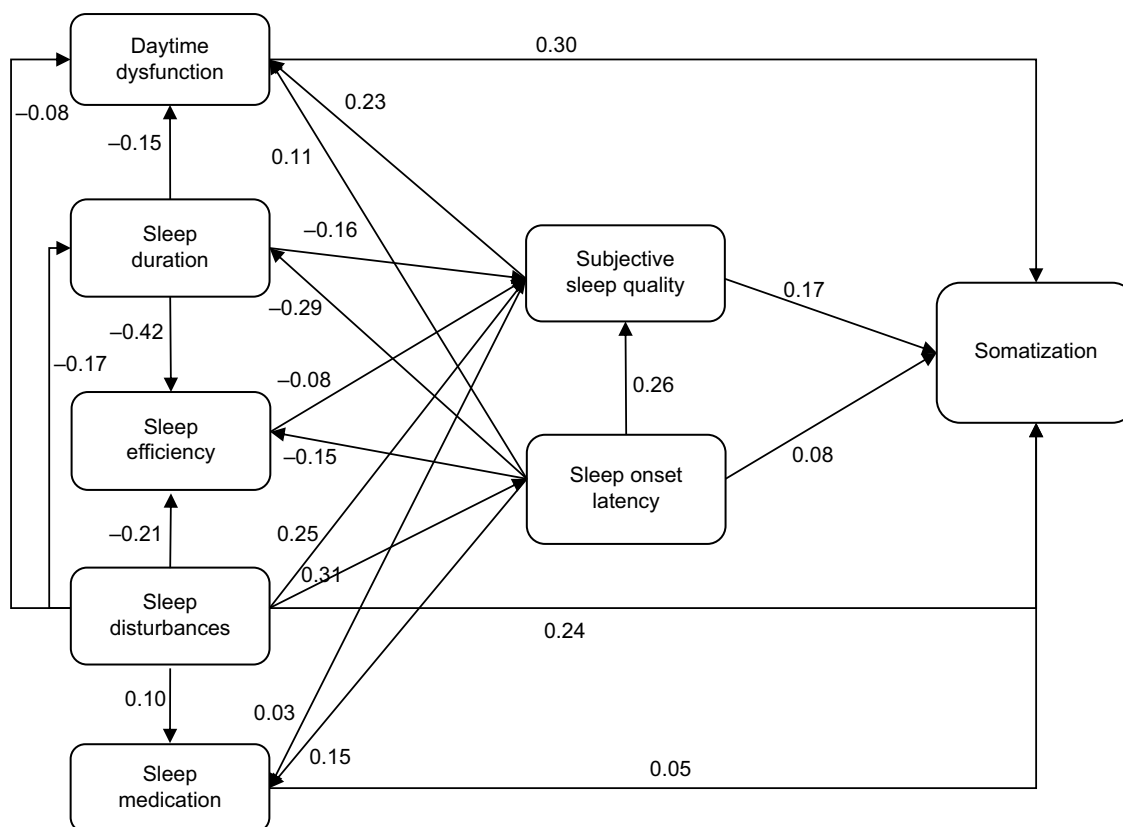 Daytime
dysfunction
0.30
–0.08
0.23
–0.15
0.11
Sleep
duration
–0.16
Subjective
sleep quality
0.17
–0.29
–0.42
–0.17
Somatization
–0.08
0.26
Sleep
efficiency
–0.15
Sleep onset
latency
0.08
–0.21
0.25
0.31
Sleep
disturbances
0.24
0.10
0.03
0.15
0.05
Sleep
medication